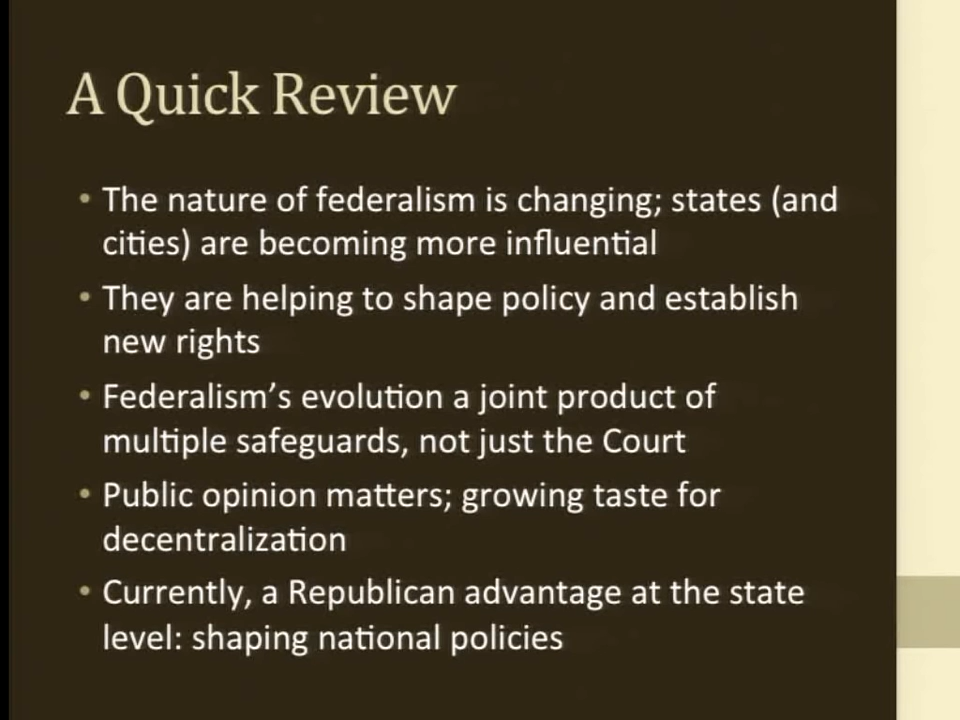 A Quick Review
• The nature of federalism is changing; states (and
cities) are becoming more influential
• They are helping to shape policy and establish
new rights
• Federalism’s evolution a joint product of
multiple safeguards, not just the Court
• Public opinion matters; growing taste for
decentralization
• Currently, a Republican advantage at the state
level: shaping national policies